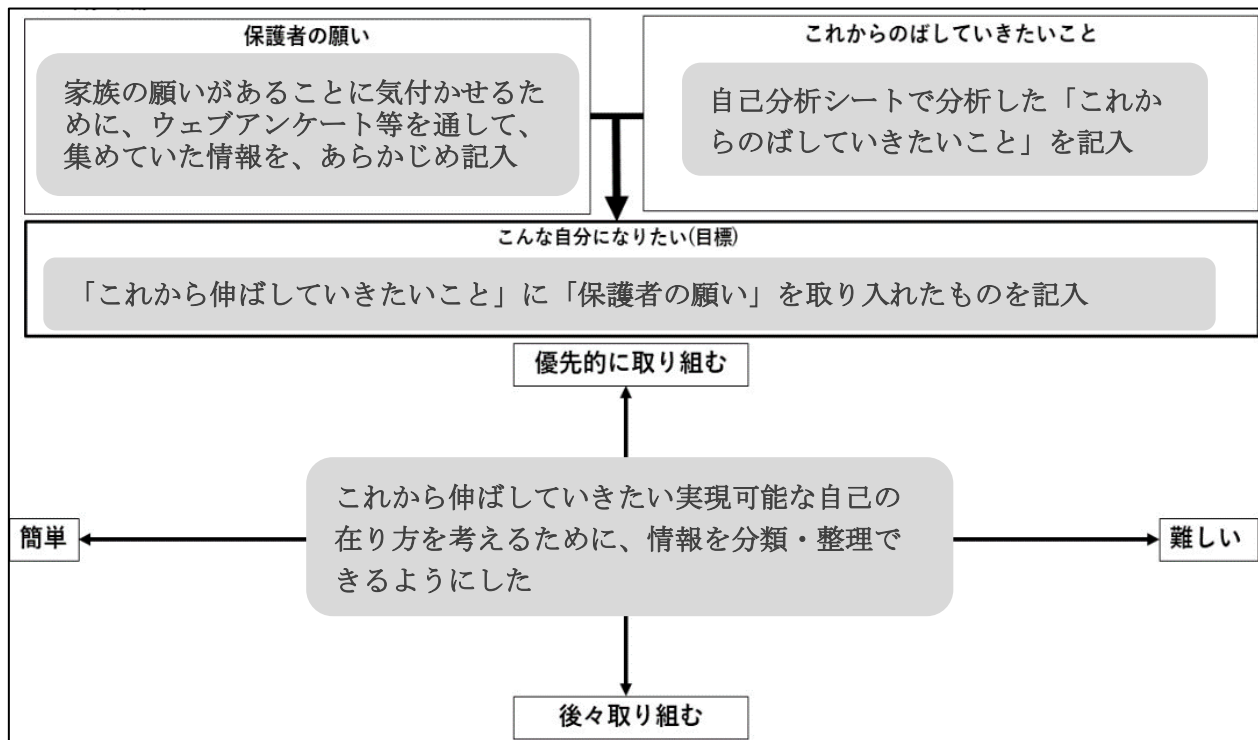 保護者の願い
家族の願いがあることに気付かせるた
めに、ウェブアンケート等を通して、
集めていた情報を、あらかじめ記入
これからのばしていきたいこと
自己分析シートで分析した「これか
らのばしていきたいこと」を記入
こんな自分になりたい(目標)
「これから伸ばしていきたいこと」に「保護者の願い」を取り入れたものを記入
優先的に取り組む
簡単
これから伸ばしていきたい実現可能な自己の
在り方を考えるために、情報を分類・整理で
きるようにした
難しい
後々取り組む